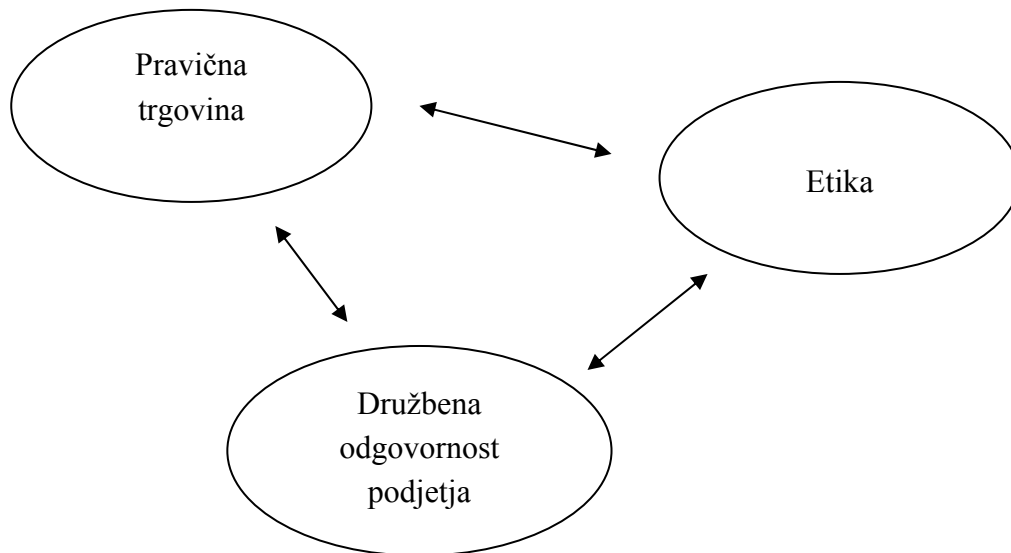 Pravična
trgovina
Etika
Družbena
odgovornost
podjetja